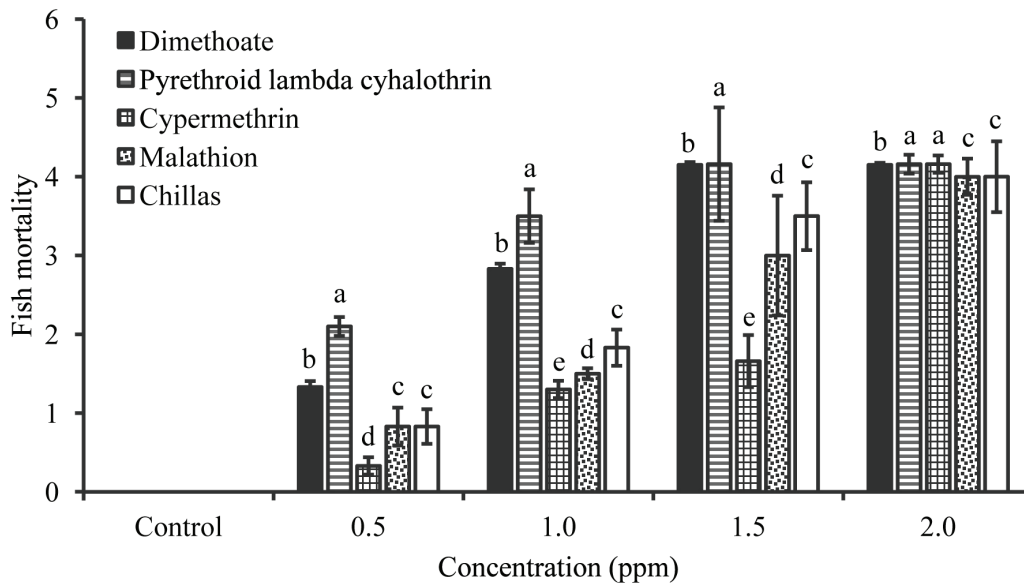 6
5
4
3
2
1
0
Fish mortality
Dimethoate
Pyrethroid lambda cyhalothrin
Cypermethrin
Malathion
Chillas
b a d c c
b a e d c
b a e d c
b a a c c
Control 0.5 1.0 1.5 2.0
Concentration (ppm)